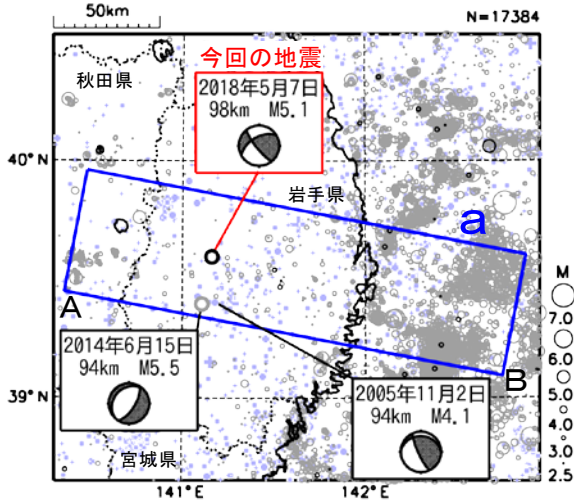 50km
N=17384
今回の地震
2018年5月7日
98km M5.1
秋田県
40°N
岩手県
a
A
M
7.0
6.0
5.0
4.0
3.0
2.5
2014年6月15日
94km M5.5
B
2005年11月2日
94km M4.1
39°N
宮城県
141°E
142°E